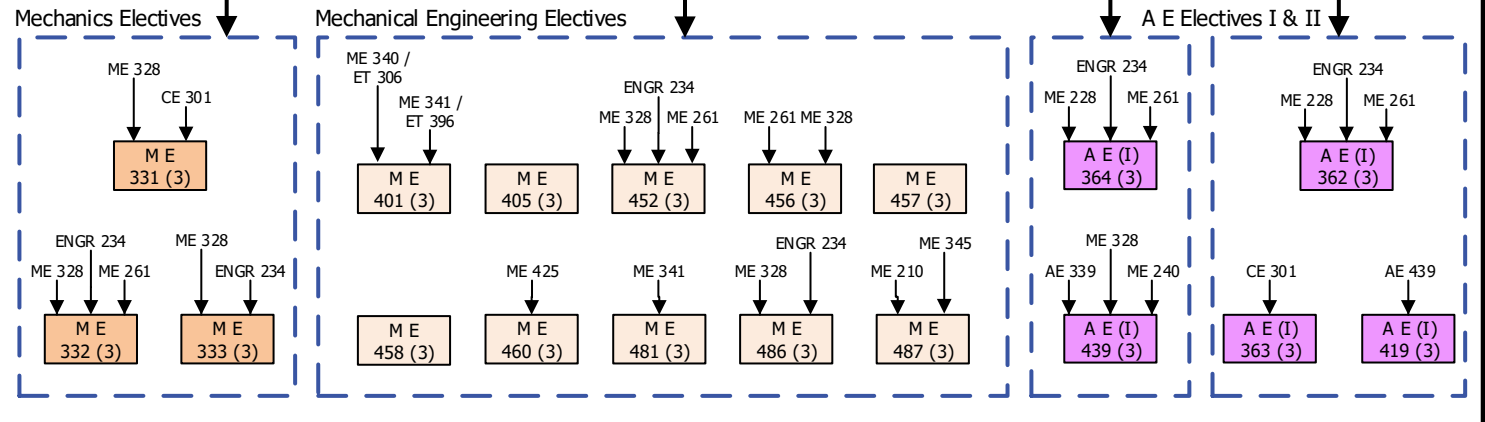 Mechanics Electives
ME 328
CE 301
M E
331 (3)
ENGR 234
ME 328
ME 261
M E
332 (3)
ME 328
ENGR 234
M E
333 (3)
Mechanical Engineering Electives
ME 340 /
ET 306
ME 341 /
ET 396
M E
401 (3)
M E
405 (3)
ENGR 234
ME 328
ME 261
M E
452 (3)
ME 261
ME 328
M E
456 (3)
M E
457 (3)
M E
458 (3)
ME 425
M E
460 (3)
ME 341
M E
481 (3)
ENGR 234
ME 328
M E
486 (3)
ME 345
ME 210
M E
487 (3)
A E Electives I & II
ENGR 234
ME 228
ME 261
A E (I)
364 (3)
ME 328
AE 339
ME 240
A E (I)
439 (3)
ENGR 234
ME 228
ME 261
A E (I)
362 (3)
CE 301
A E (I)
363 (3)
AE 439
A E (I)
419 (3)